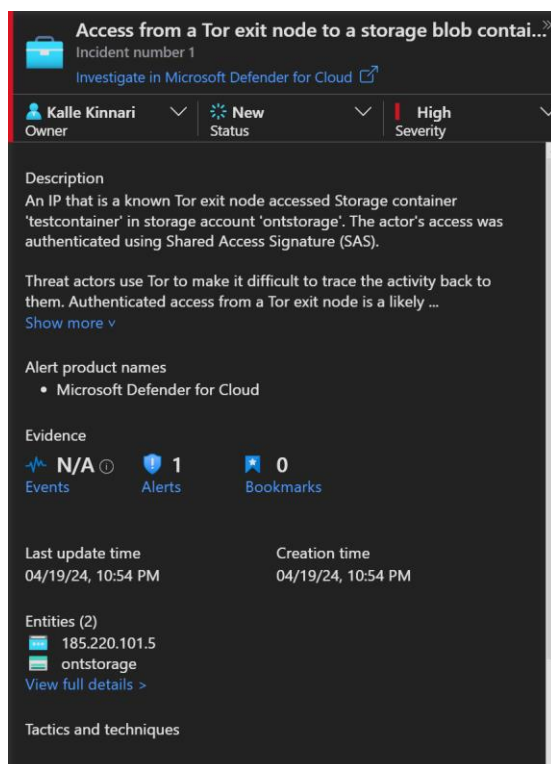 Access from a Tor exit node to a storage blob contai...
Incident number 1
Investigate in Microsoft Defender for Cloud
Kalle Kinnari New High
Owner Status Severity
Description
An IP that is a known Tor exit node accessed Storage container
'testcontainer' in storage account 'ontstorage'. The actor's access was
authenticated using Shared Access Signature (SAS).
Threat actors use Tor to make it difficult to trace the activity back to
them. Authenticated access from a Tor exit node is a likely ...
Show more
Alert product names
• Microsoft Defender for Cloud
Evidence
N/A 1 0
Events Alerts Bookmarks
Last update time Creation time
04/19/24, 10:54 PM 04/19/24, 10:54 PM
Entities (2)
185.220.101.5
ontstorage
View full details >
Tactics and techniques